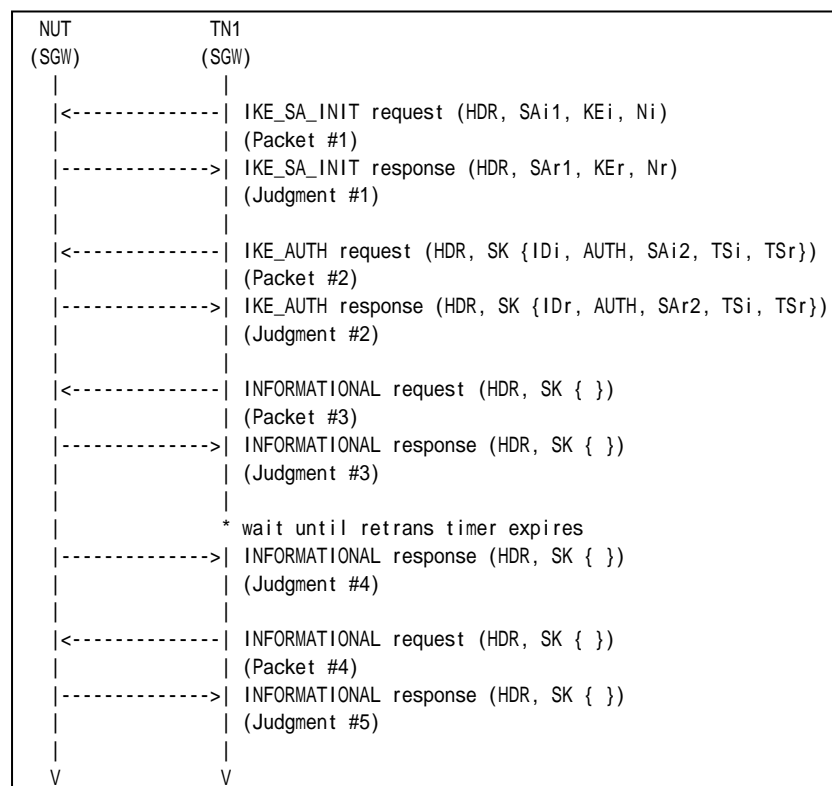 NUT TN1
(SGW) (SGW)
| |
|<--------------| IKE_SA_INIT request (HDR, SAi1, KEi, Ni)
| | (Packet #1)
|-------------->| IKE_SA_INIT response (HDR, SAr1, KEr, Nr)
| | (Judgment #1)
| |
|<--------------| IKE_AUTH request (HDR, SK {IDi, AUTH, SAi2, TSi, TSr})
| | (Packet #2)
|-------------->| IKE_AUTH response (HDR, SK {IDr, AUTH, SAr2, TSi, TSr})
| | (Judgment #2)
| |
|<--------------| INFORMATIONAL request (HDR, SK { })
| | (Packet #3)
|-------------->| INFORMATIONAL response (HDR, SK { })
| | (Judgment #3)
| |
| * wait until retrans timer expires
|-------------->| INFORMATIONAL response (HDR, SK { })
| | (Judgment #4)
| |
|<--------------| INFORMATIONAL request (HDR, SK { })
| | (Packet #4)
|-------------->| INFORMATIONAL response (HDR, SK { })
| | (Judgment #5)
| |
V V